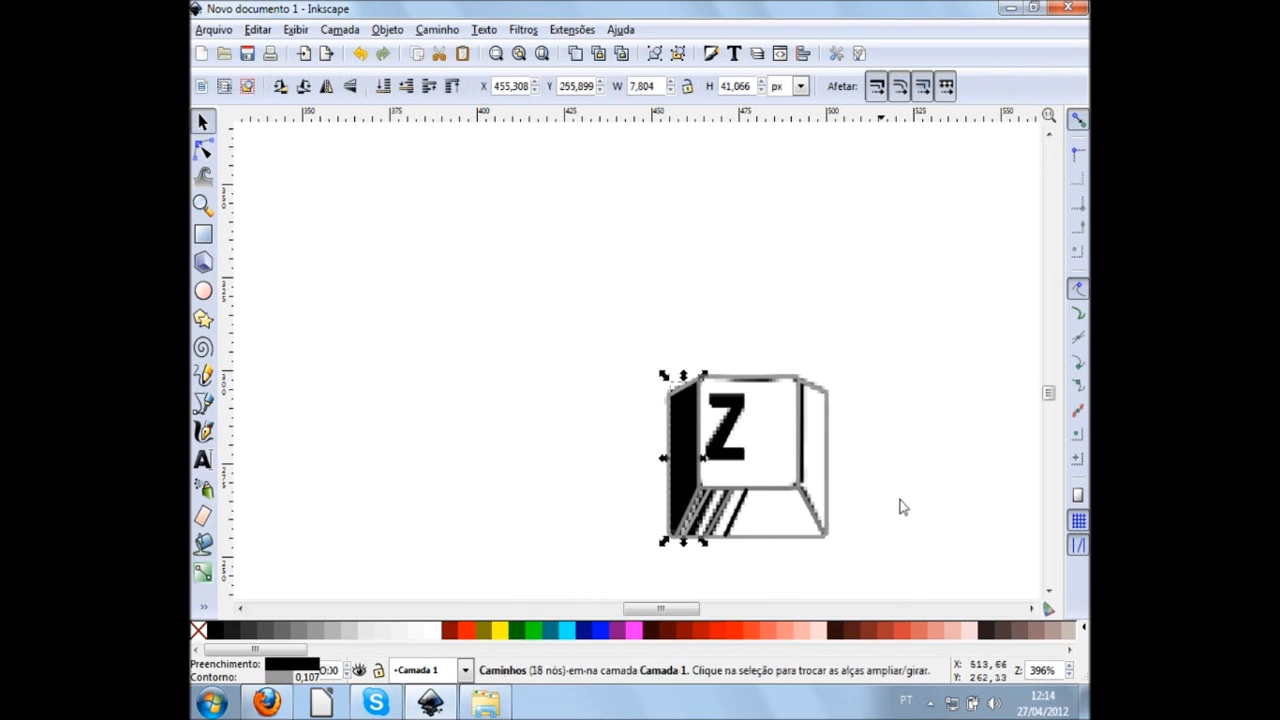 Novo documento 1 - Inkscape
Arquivo Editar Exibir Camada Objeto Caminho Texto Filtros Extensões Ajuda
X 455,308 Y 255,899 W 7,804 H 41,066 px Afetar:
350 375 400 425 450 475 500 525 550
Z
Preenchimento: O:00 •Camada 1 Caminhos (18 nós)-em-na camada Camada 1. Clique na seleção para trocar as alças ampliar/girar. X: 513,66 Z: 396%
Contorno: 0,107 Y: 262,13
PT 12:14
27/04/2012